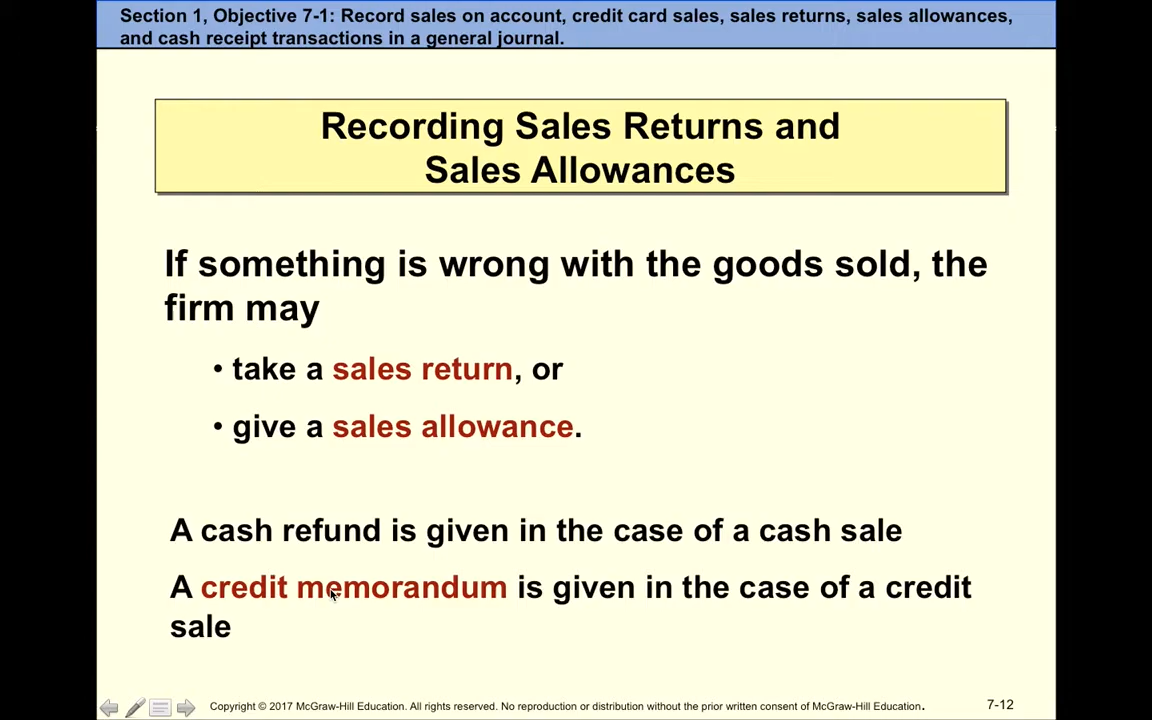 Section 1, Objective 7-1: Record sales on account, credit card sales, sales returns, sales allowances,
and cash receipt transactions in a general journal.
Recording Sales Returns and
Sales Allowances
If something is wrong with the goods sold, the
firm may
• take a sales return, or
• give a sales allowance.
A cash refund is given in the case of a cash sale
A credit memorandum is given in the case of a credit
sale
Copyright © 2017 McGraw-Hill Education. All rights reserved. No reproduction or distribution without the prior written consent of McGraw-Hill Education.
7-12